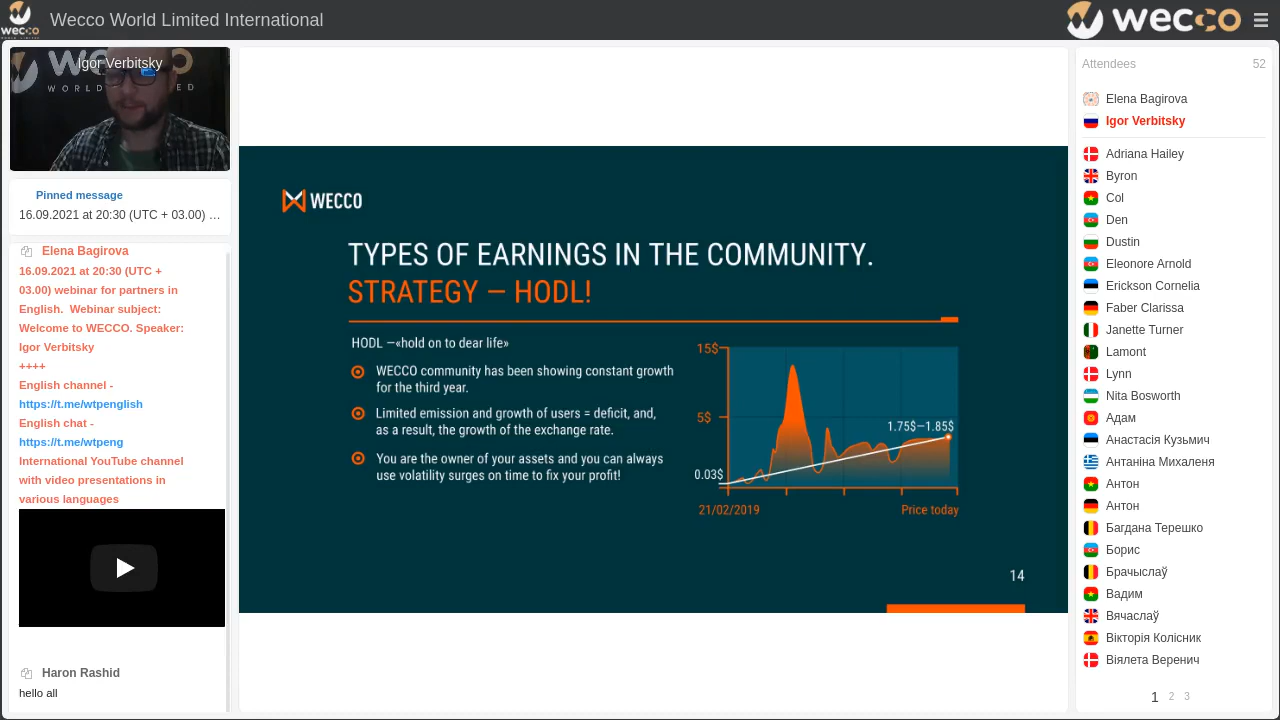 Wecco World Limited International
wecco
wecco
Igor Verbitsky
Pinned message
16.09.2021 at 20:30 (UTC + 03.00) …
Elena Bagirova
16.09.2021 at 20:30 (UTC +
03.00) webinar for partners in
English.  Webinar subject:
Welcome to WECCO. Speaker:
Igor Verbitsky
++++
English channel -
https://t.me/wtpenglish
English chat -
https://t.me/wtpeng
International YouTube channel
with video presentations in
various languages
Haron Rashid
hello all
WECCO
TYPES OF EARNINGS IN THE COMMUNITY.
STRATEGY — HODL!
HODL —«hold on to dear life»
WECCO community has been showing constant growth
for the third year.
Limited emission and growth of users = deficit, and,
as a result, the growth of the exchange rate.
You are the owner of your assets and you can always
use volatility surges on time to fix your profit!
15$
5$
1.75$—1.85$
0.03$
21/02/2019
Price today
14
Attendees 52
Elena Bagirova
Igor Verbitsky
Adriana Hailey
Byron
Col
Den
Dustin
Eleonore Arnold
Erickson Cornelia
Faber Clarissa
Janette Turner
Lamont
Lynn
Nita Bosworth
Адам
Анастасія Кузьмич
Антаніна Михаленя
Антон
Антон
Багдана Терешко
Борис
Брачыслаў
Вадим
Вячаслаў
Вікторія Колісник
Віялета Веренич
1 2 3